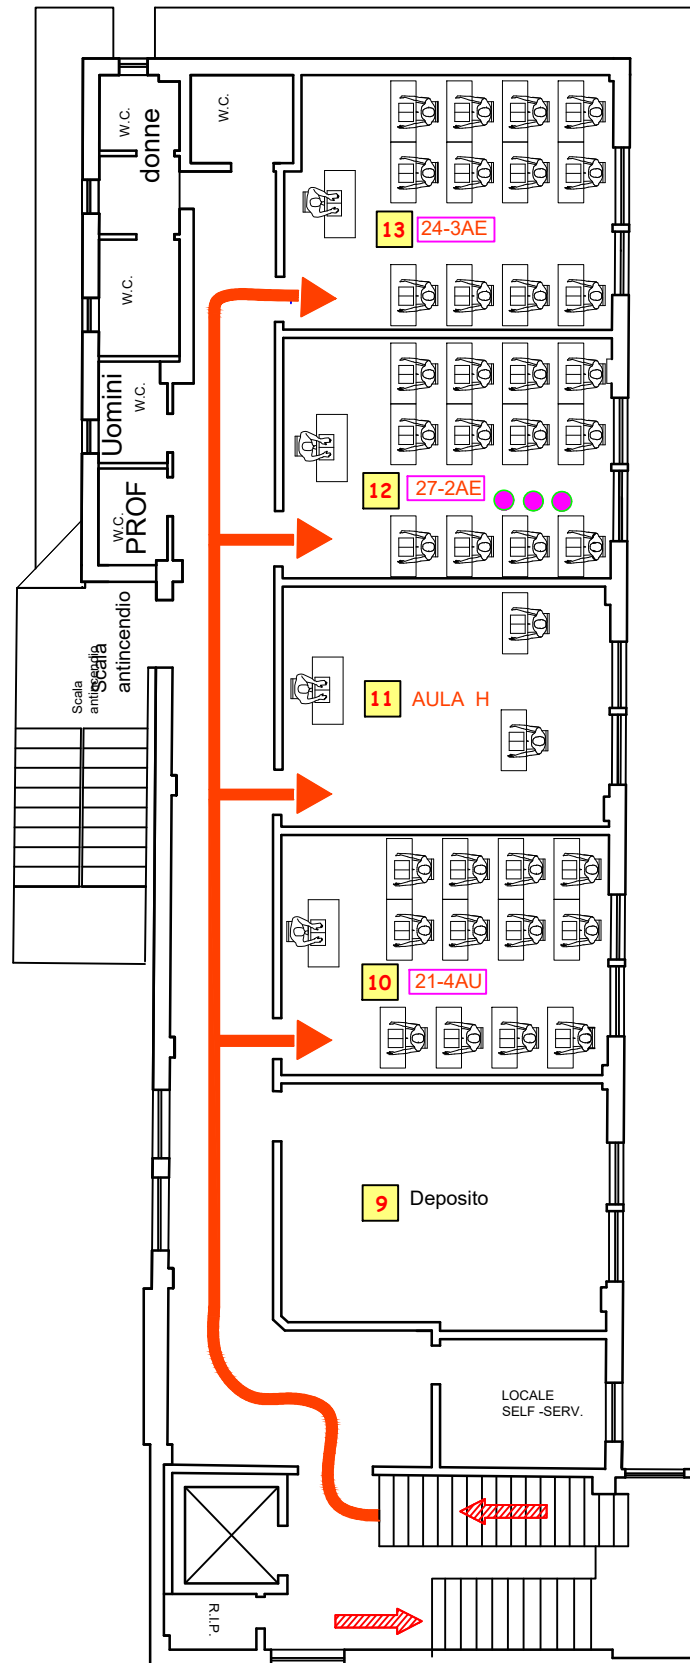 W.C.
donne
W.C.
13
24-3AE
W.C.
Uomini
W.C.
12
27-2AE
W.C.
PROF
Scala
antincendio
Scala
antincendio
11
AULA H
10
21-4AU
9
Deposito
LOCALE
SELF -SERV.
R.I.P.